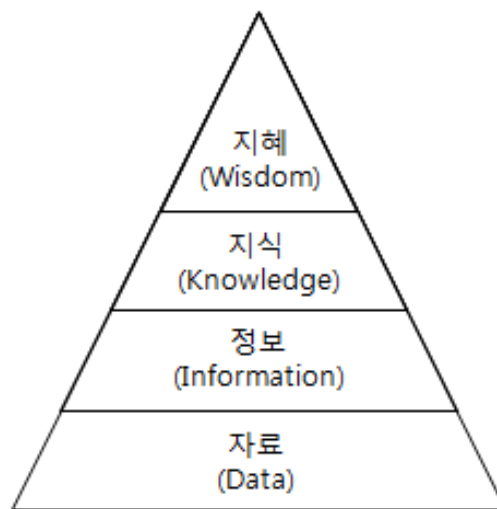 지혜
(Wisdom)
지식
(Knowledge)
정보
(Information)
자료
(Data)